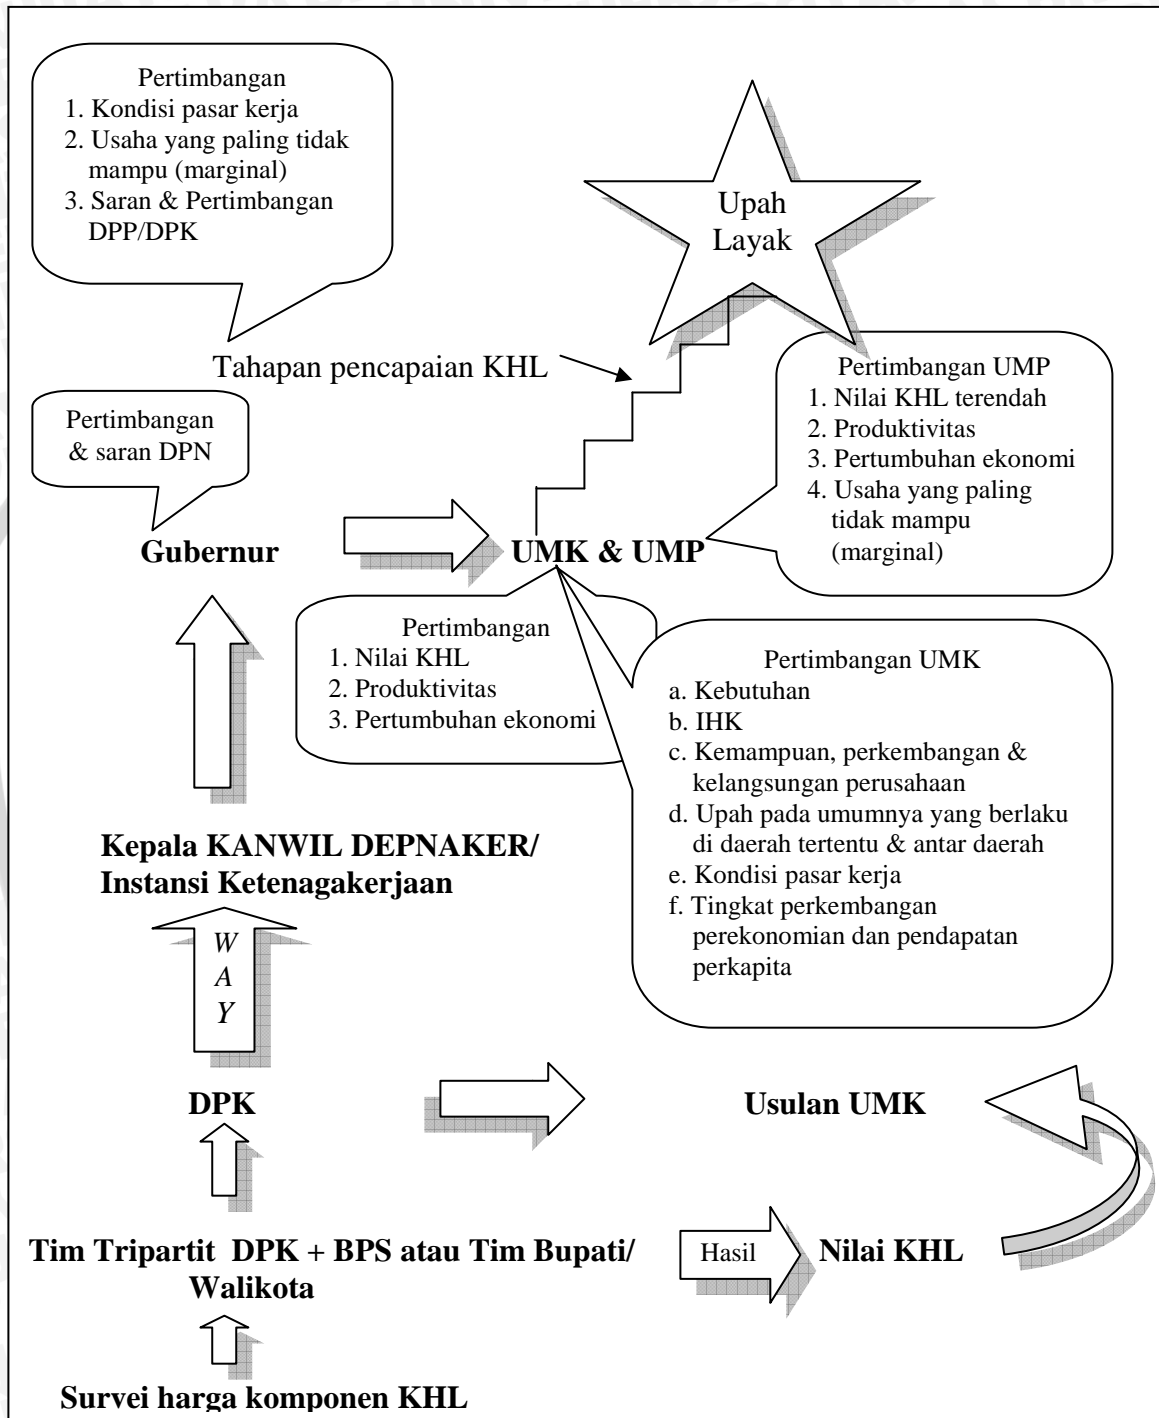 Pertimbangan
1. Kondisi pasar kerja
2. Usaha yang paling tidak
mampu (marginal)
3. Saran & Pertimbangan
DPP/DPK
Upah
Layak
Tahapan pencapaian KHL
Pertimbangan
& saran DPN
Pertimbangan UMP
1. Nilai KHL terendah
2. Produktivitas
3. Pertumbuhan ekonomi
4. Usaha yang paling
tidak mampu
(marginal)
Gubernur
UMK & UMP
Pertimbangan
1. Nilai KHL
2. Produktivitas
3. Pertumbuhan ekonomi
Pertimbangan UMK
a. Kebutuhan
b. IHK
c. Kemampuan, perkembangan &
kelangsungan perusahaan
d. Upah pada umumnya yang berlaku
di daerah tertentu & antar daerah
e. Kondisi pasar kerja
f. Tingkat perkembangan
perekonomian dan pendapatan
perkapita
Kepala KANWIL DEPNAKER/
Instansi Ketenagakerjaan
W
A
Y
DPK
Usulan UMK
Tim Tripartit DPK + BPS atau Tim Bupati/
Walikota
Hasil
Nilai KHL
Survei harga komponen KHL